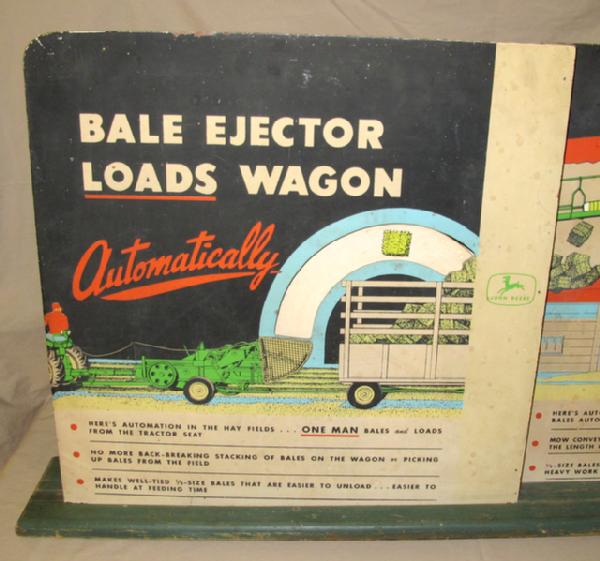 BALE EJECTOR
LOADS WAGON
Automatically
JOHN DEERE
HERE'S AUTOMATION IN THE HAY FIELDS ... ONE MAN BALES and LOADS
FROM THE TRACTOR SEAT
NO MORE BACK-BREAKING STACKING OF BALES ON THE WAGON or PICKING
UP BALES FROM THE FIELD
MAKES WELL-TIED ½-SIZE BALES THAT ARE EASIER TO UNLOAD ... EASIER TO
HANDLE AT FEEDING TIME
HERE'S AUT
BALES AUTO
MOW CONVEY
THE LENGTH
½-SIZE BALES
HEAVY WORK